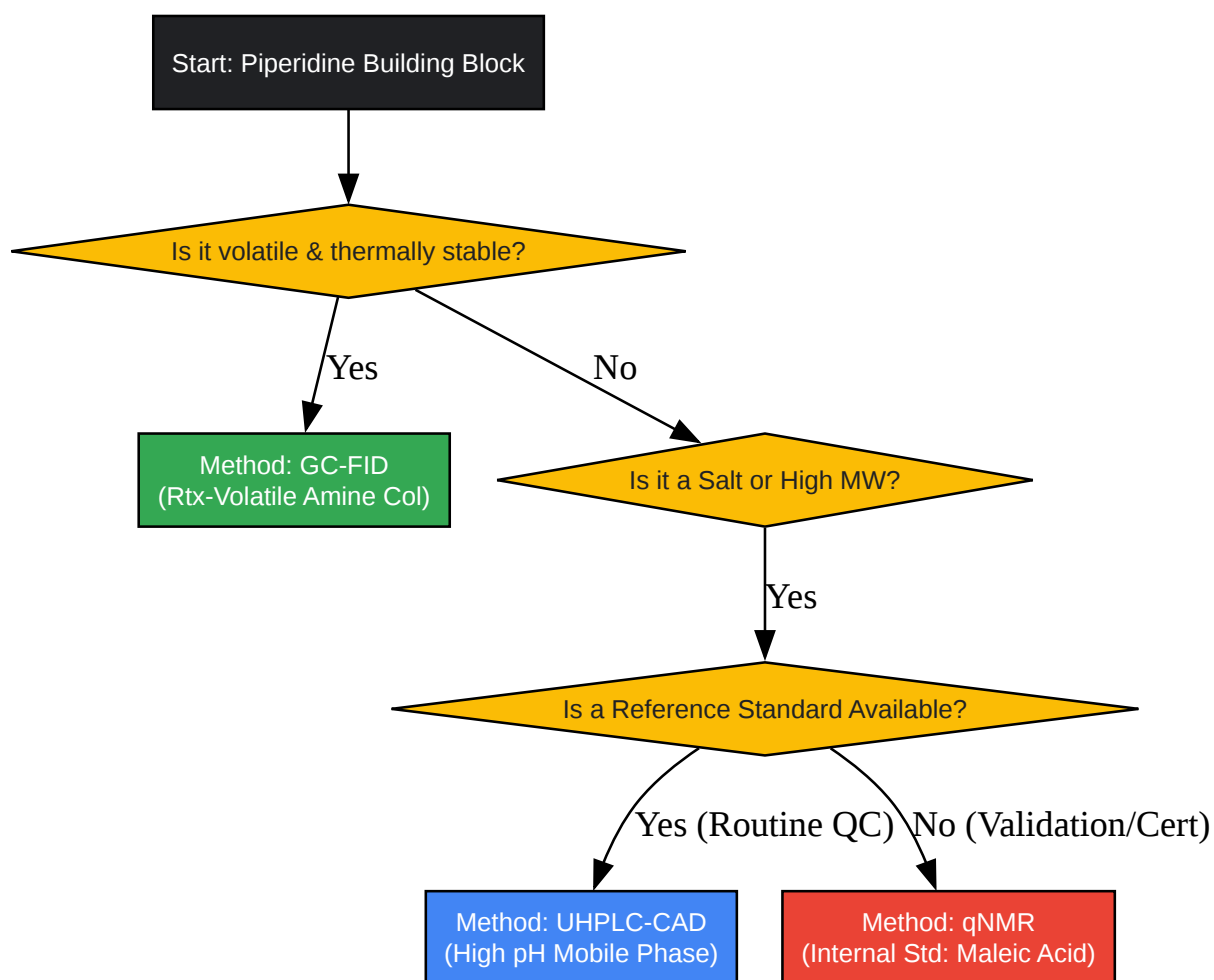 Start: Piperidine Building Block
Is it volatile & thermally stable?
Yes
No
Method: GC-FID
(Rtx-Volatile Amine Col)
Is it a Salt or High MW?
Yes
Is a Reference Standard Available?
Yes (Routine QC)
No (Validation/Cert)
Method: UHPLC-CAD
(High pH Mobile Phase)
Method: qNMR
(Internal Std: Maleic Acid)